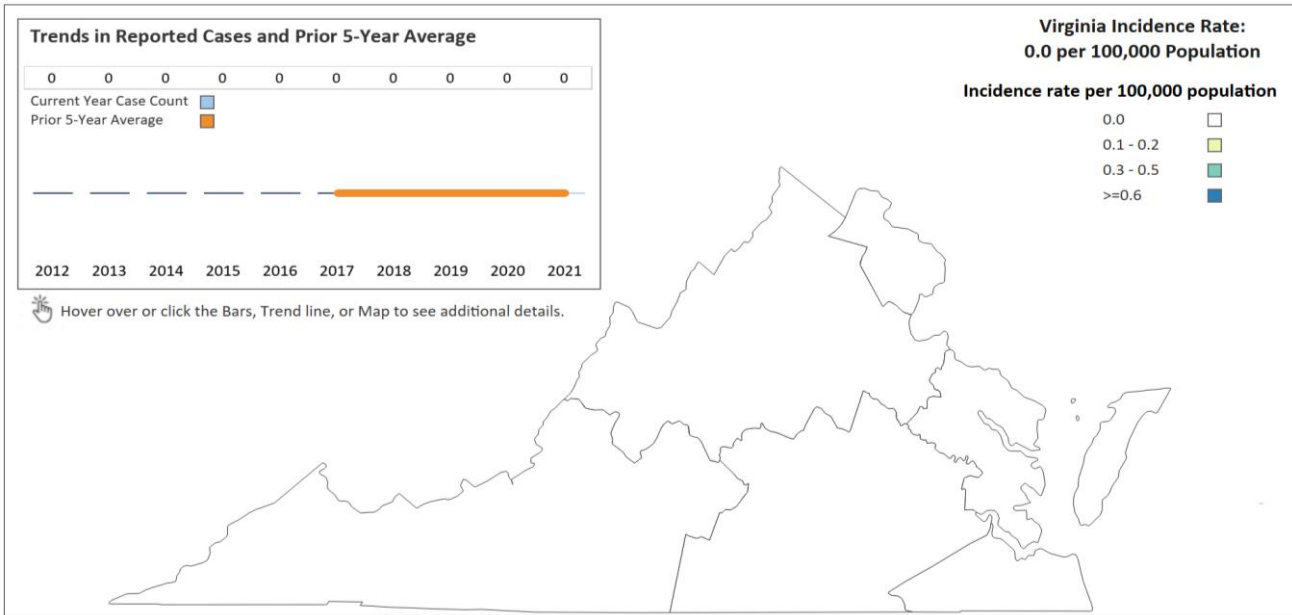 Trends in Reported Cases and Prior 5-Year Average
0 0 0 0 0 0 0 0 0 0
Current Year Case Count
Prior 5-Year Average
2012 2013 2014 2015 2016 2017 2018 2019 2020 2021
Hover over or click the Bars, Trend line, or Map to see additional details.
Virginia Incidence Rate:
0.0 per 100,000 Population
Incidence rate per 100,000 population
0.0
0.1 - 0.2
0.3 - 0.5
>=0.6